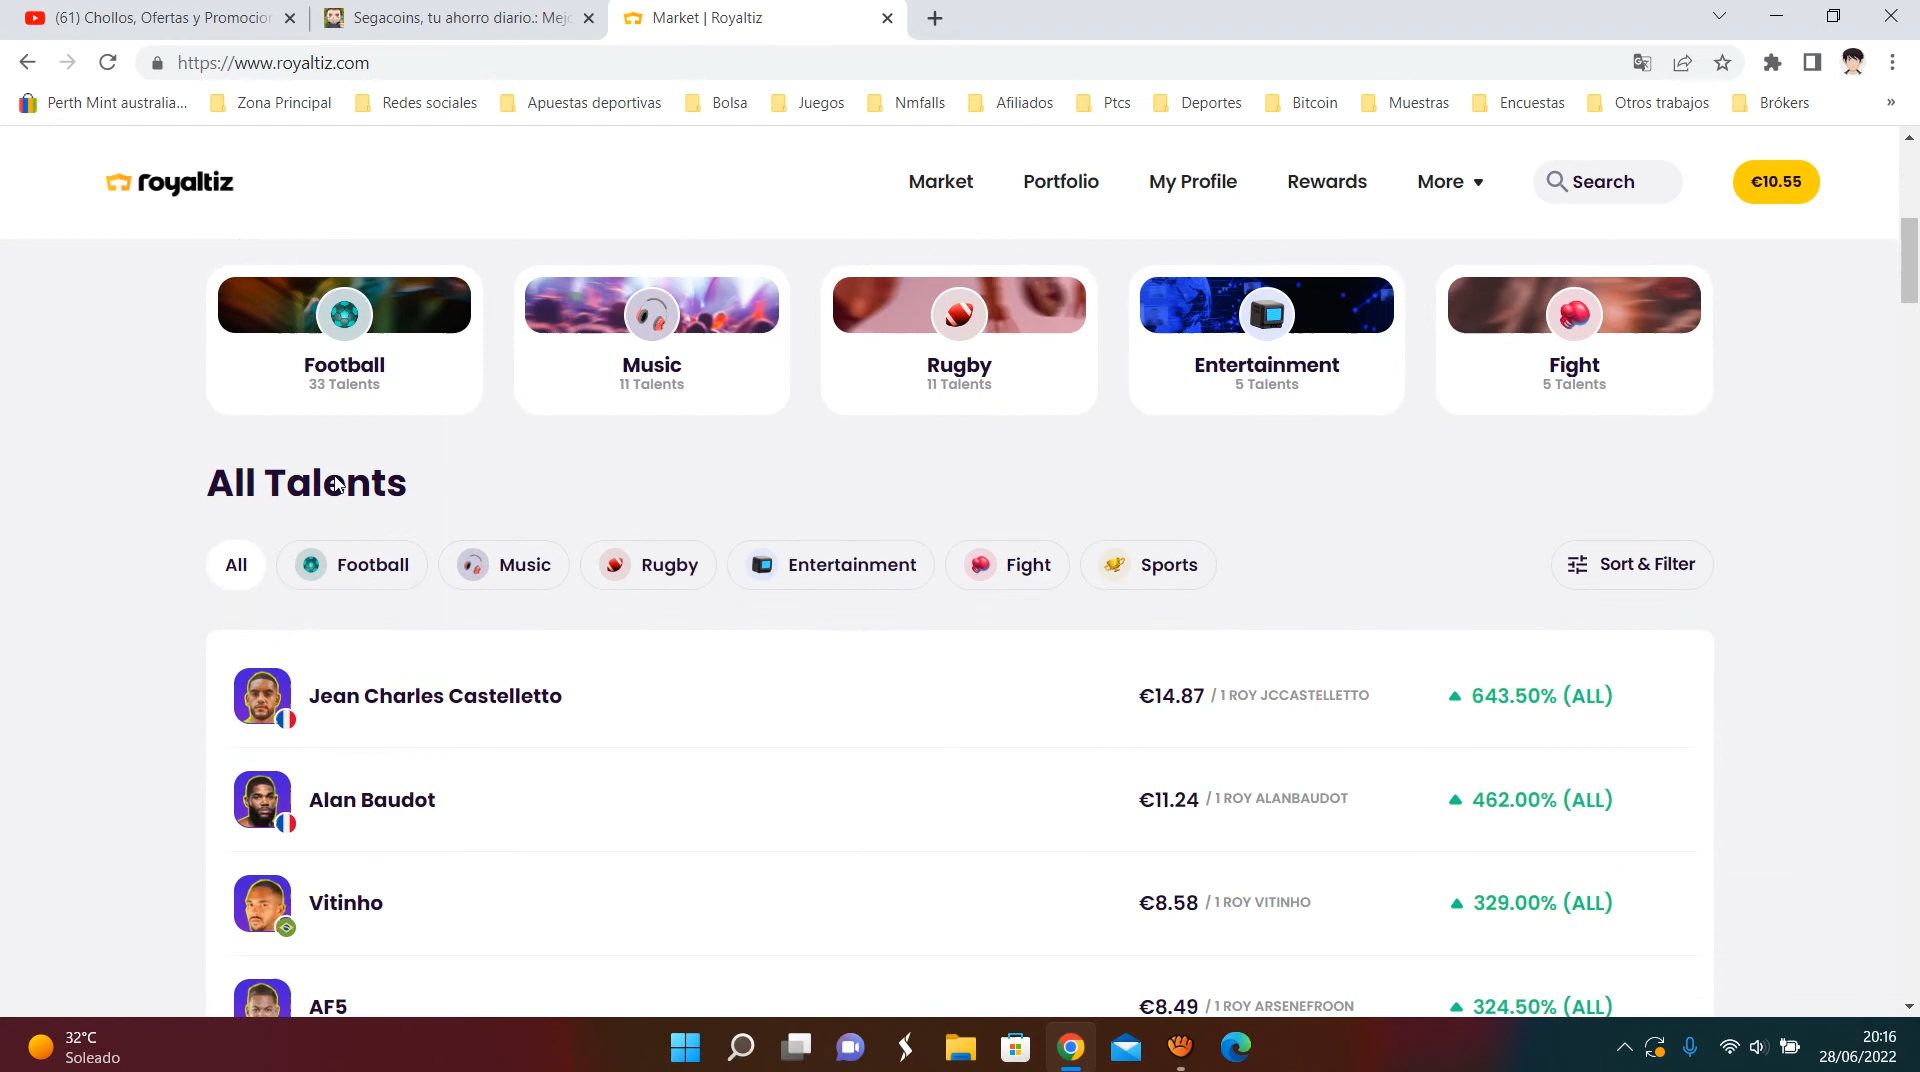 (61) Chollos, Ofertas y Promocion
Segacoins, tu ahorro diario.: Mejo
Market | Royaltiz
https://www.royaltiz.com
Perth Mint australia... Zona Principal Redes sociales Apuestas deportivas Bolsa Juegos Nmfalls Afiliados Ptcs Deportes Bitcoin Muestras Encuestas Otros trabajos Brókers »
royaltiz
Market Portfolio My Profile Rewards More Search €10.55
Football Music Rugby Entertainment Fight
33 Talents 11 Talents 11 Talents 5 Talents 5 Talents
All Talents
All Football Music Rugby Entertainment Fight Sports Sort & Filter
Jean Charles Castelletto €14.87 / 1 ROY JCCASTELLETTO 643.50% (ALL)
Alan Baudot €11.24 / 1 ROY ALANBAUDOT 462.00% (ALL)
Vitinho €8.58 / 1 ROY VITINHO 329.00% (ALL)
AF5 €8.49 / 1 ROY ARSENEFROON 324.50% (ALL)
32°C
Soleado
20:16
28/06/2022